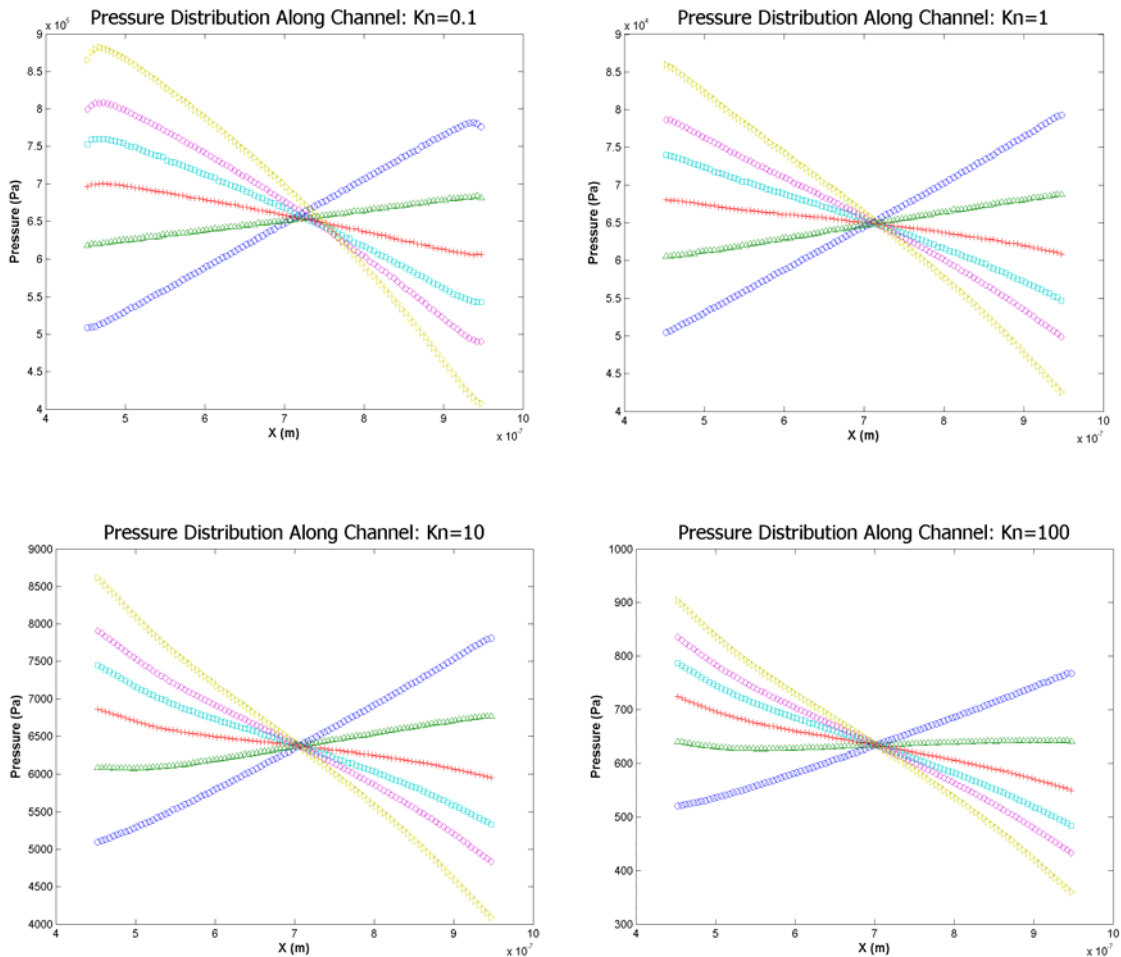 Pressure Distribution Along Channel: Kn=0.1
x 10^5
9
8.5
8
7.5
7
6.5
6
5.5
5
4.5
4
Pressure (Pa)
4 5 6 7 8 9 10
X (m)
x 10^-7
Pressure Distribution Along Channel: Kn=1
x 10^4
9
8.5
8
7.5
7
6.5
6
5.5
5
4.5
4
Pressure (Pa)
4 5 6 7 8 9 10
X (m)
x 10^-7
Pressure Distribution Along Channel: Kn=10
9000
8500
8000
7500
7000
6500
6000
5500
5000
4500
4000
Pressure (Pa)
4 5 6 7 8 9 10
X (m)
x 10^-7
Pressure Distribution Along Channel: Kn=100
1000
900
800
700
600
500
400
300
Pressure (Pa)
4 5 6 7 8 9 10
X (m)
x 10^-7